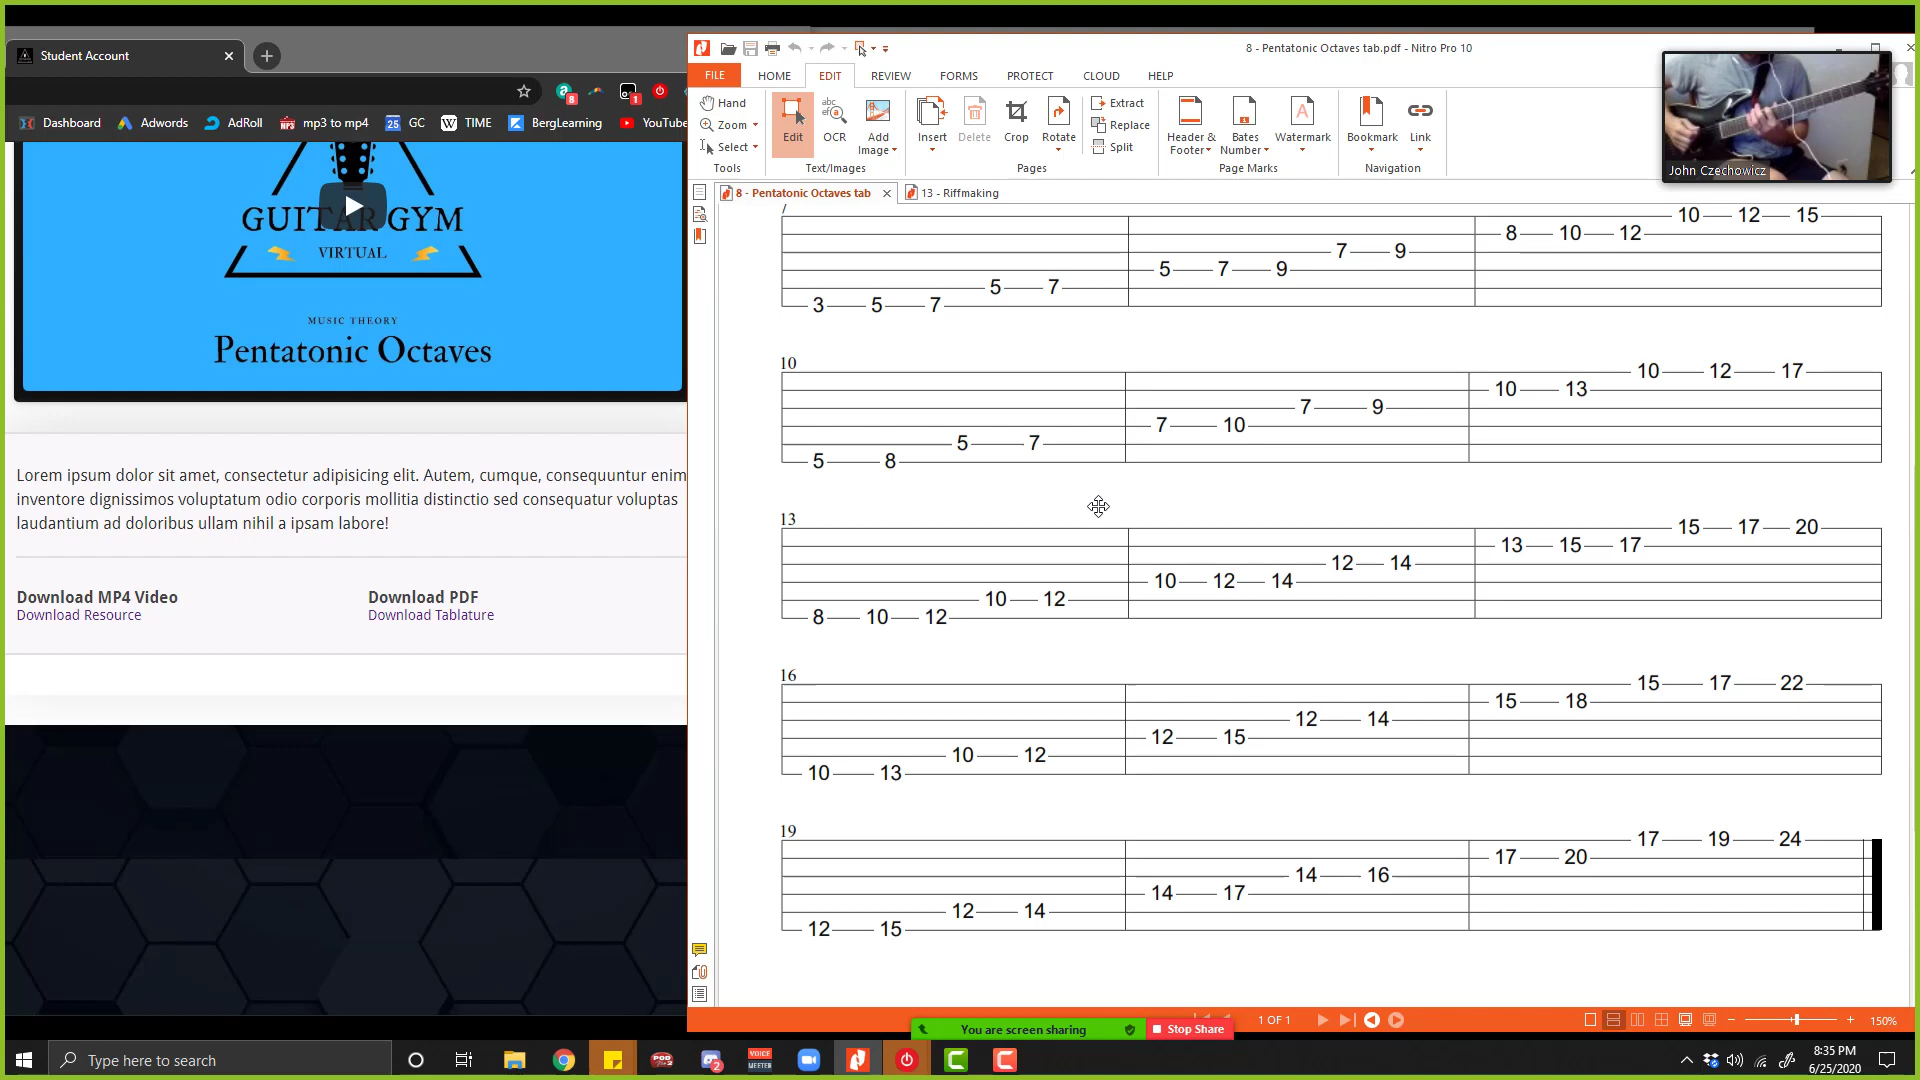 Student Account
8 - Pentatonic Octaves tab.pdf - Nitro Pro 10
FILE HOME EDIT REVIEW FORMS PROTECT CLOUD HELP
Hand
Zoom
Select
Tools
Edit OCR Add Image
Text/Images
Insert Delete Crop Rotate
Extract
Replace
Split
Pages
Header & Footer Bates Number Watermark
Page Marks
Bookmark Link
Navigation
John Czechowicz
8 1
Dashboard Adwords AdRoll mp3 to mp4 GC TIME BergLearning YouTube
8 - Pentatonic Octaves tab 13 - Riffmaking
GUITAR GYM
VIRTUAL
MUSIC THEORY
Pentatonic Octaves
Lorem ipsum dolor sit amet, consectetur adipisicing elit. Autem, cumque, consequuntur enim
inventore dignissimos voluptatum odio corporis mollitia distinctio sed consequatur voluptas
laudantium ad doloribus ullam nihil a ipsam labore!
Download MP4 Video Download PDF
Download Resource Download Tablature
10 12 15
8 10 12
7 9
5 7 9
5 7
3 5 7
10
10 12 17
10 13
7 9
7 10
5 7
5 8
13
15 17 20
13 15 17
12 14
10 12 14
10 12
8 10 12
16
15 17 22
15 18
12 14
12 15
10 12
10 13
19
17 19 24
17 20
14 16
14 17
12 14
12 15
You are screen sharing Stop Share
1 OF 1
150%
Type here to search
VOICE MEETER
2
8:35 PM
6/25/2020